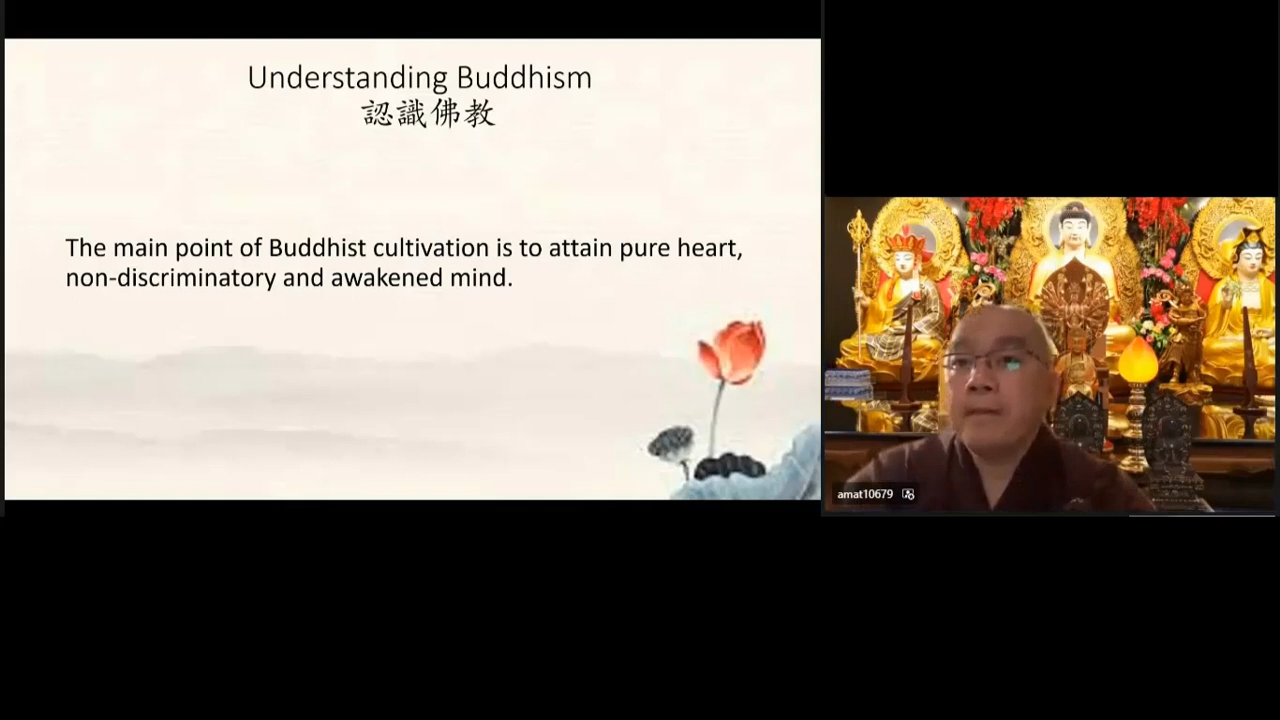 Understanding Buddhism
認識佛教
The main point of Buddhist cultivation is to attain pure heart,
non-discriminatory and awakened mind.
amat10679